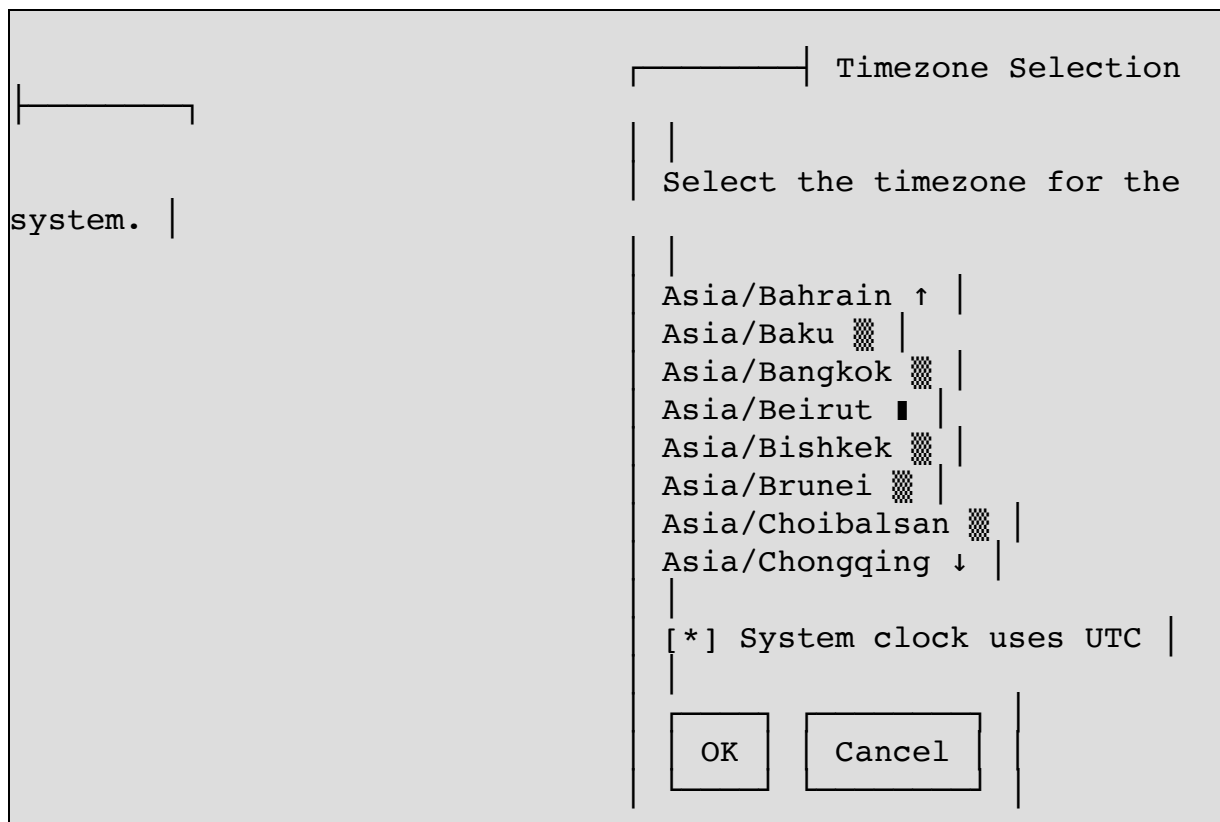 Timezone Selection
Select the timezone for the
system.
Asia/Bahrain ↑
Asia/Baku ▒
Asia/Bangkok ▒
Asia/Beirut ▮
Asia/Bishkek ▒
Asia/Brunei ▒
Asia/Choibalsan ▒
Asia/Chongqing ↓
[*] System clock uses UTC
OK Cancel